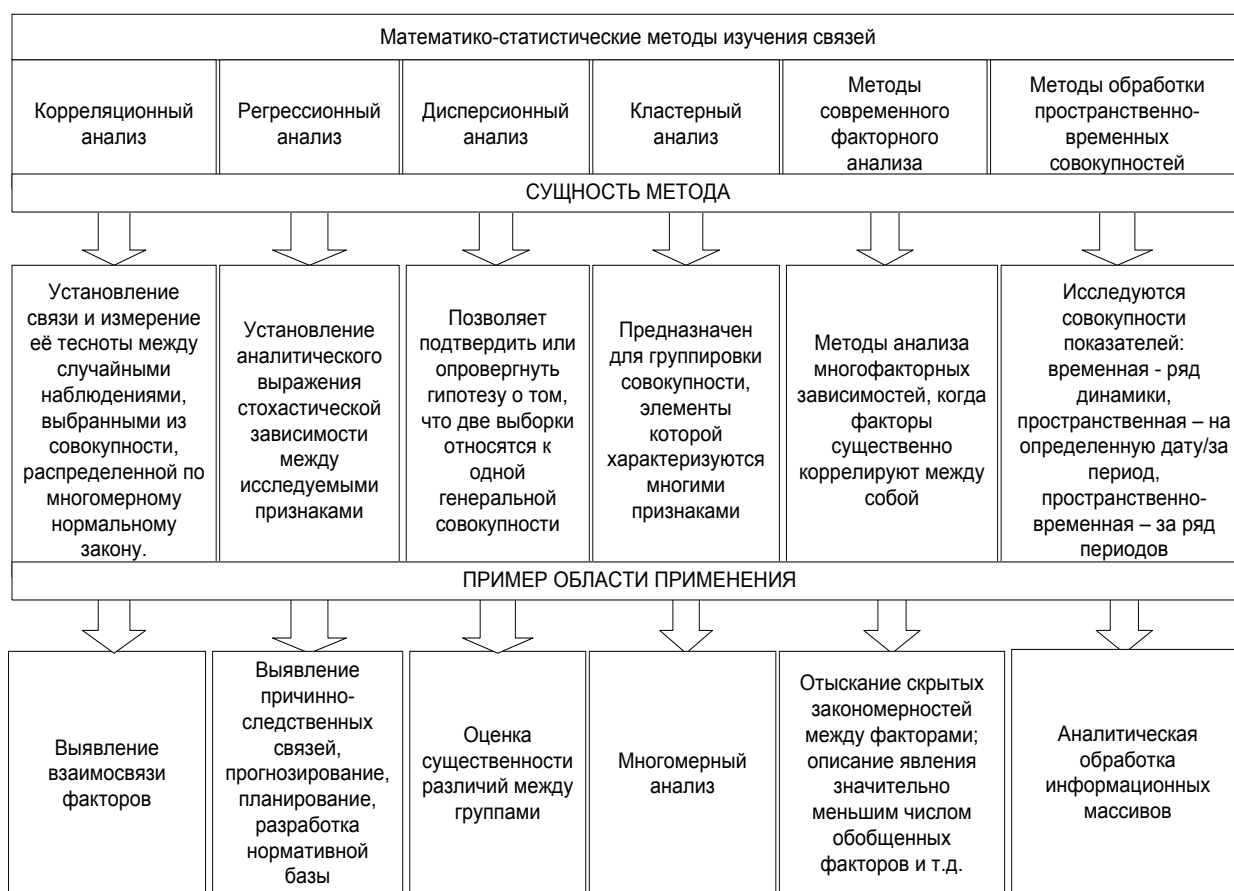 Математико-статистические методы изучения связей
Корреляционный
анализ
Регрессионный
анализ
Дисперсионный
анализ
Кластерный
анализ
Методы
современного
факторного
анализа
Методы обработки
пространственно-
временных
совокупностей
СУЩНОСТЬ МЕТОДА
Установление
связи и измерение
её тесноты между
случайными
наблюдениями,
выбранными из
совокупности,
распределенной по
многомерному
нормальному
закону.
Установление
аналитического
выражения
стохастической
зависимости
между
исследуемыми
признаками
Позволяет
подтвердить или
опровергнуть
гипотезу о том,
что две выборки
относятся к
одной
генеральной
совокупности
Предназначен
для группировки
совокупности,
элементы
которой
характеризуются
многими
признаками
Методы анализа
многофакторных
зависимостей, когда
факторы
существенно
коррелируют между
собой
Исследуются
совокупности
показателей:
временная - ряд
динамики,
пространственная – на
определенную дату/за
период,
пространственно-
временная – за ряд
периодов
ПРИМЕР ОБЛАСТИ ПРИМЕНЕНИЯ
Выявление
взаимосвязи
факторов
Выявление
причинно-
следственных
связей,
прогнозирование,
планирование,
разработка
нормативной
базы
Оценка
существенности
различий между
группами
Многомерный
анализ
Отыскание скрытых
закономерностей
между факторами;
описание явления
значительно
меньшим числом
обобщенных
факторов и т.д.
Аналитическая
обработка
информационных
массивов